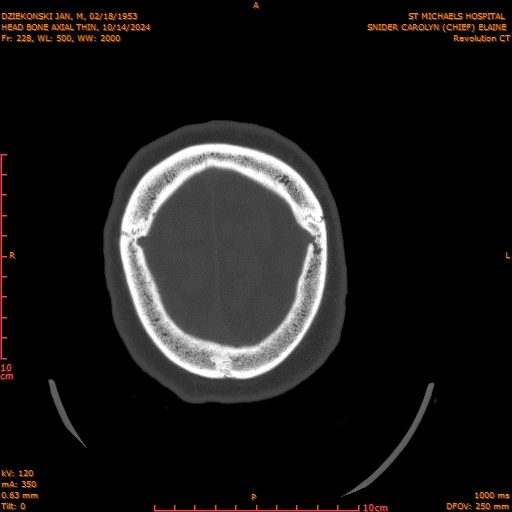 A
DZIEKONSKI JAN, M, 02/18/1953
HEAD BONE AXIAL THIN, 10/14/2024
Fr: 228, WL: 500, WW: 2000
ST MICHAELS HOSPITAL
SNIDER CAROLYN (CHIEF) ELAINE
Revolution CT
R
L
10
cm
kV: 120
mA: 350
0.63 mm
Tilt: 0
P
10cm
1000 ms
DFOV: 250 mm